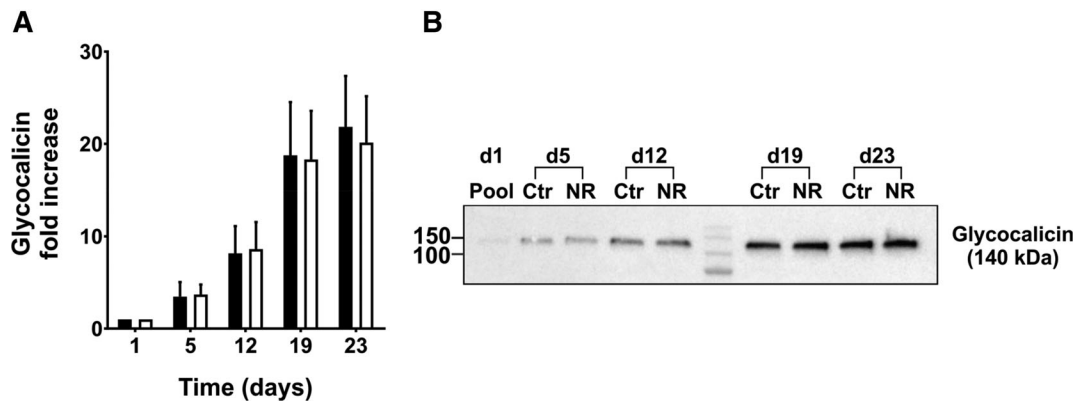 A
Glycocalicin
fold increase
30
20
10
0
1 5 12 19 23
Time (days)
B
d1 d5 d12 d19 d23
Pool Ctr NR Ctr NR Ctr NR Ctr NR
150
100
Glycocalicin
(140 kDa)